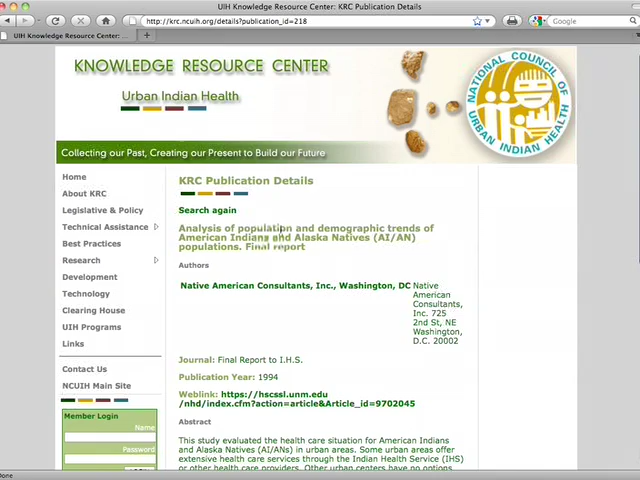 UIH Knowledge Resource Center: KRC Publication Details
http://krc.ncuih.org/details?publication_id=218
Google
UIH Knowledge Resource Center: ...
KNOWLEDGE RESOURCE CENTER
Urban Indian Health
NATIONAL COUNCIL OF URBAN INDIAN HEALTH
Collecting our Past, Creating our Present to Build our Future
Home
About KRC
Legislative & Policy
Technical Assistance
Best Practices
Research
Development
Technology
Clearing House
UIH Programs
Links
Contact Us
NCUIH Main Site
Member Login
Name
Password
KRC Publication Details
Search again
Analysis of population and demographic trends of
American Indians and Alaska Natives (AI/AN)
populations. Final report
Authors
Native American Consultants, Inc., Washington, DC
Native
American
Consultants,
Inc. 725
2nd St, NE
Washington,
D.C. 20002
Journal: Final Report to I.H.S.
Publication Year: 1994
Weblink: https://hscssl.unm.edu
/nhd/index.cfm?action=article&Article_id=9702045
Abstract
This study evaluated the health care situation for American Indians
and Alaska Natives (AI/ANs) in urban areas. Some urban areas offer
extensive health care services through the Indian Health Service (IHS)
or other health care providers. Other urban centers have no options
Done